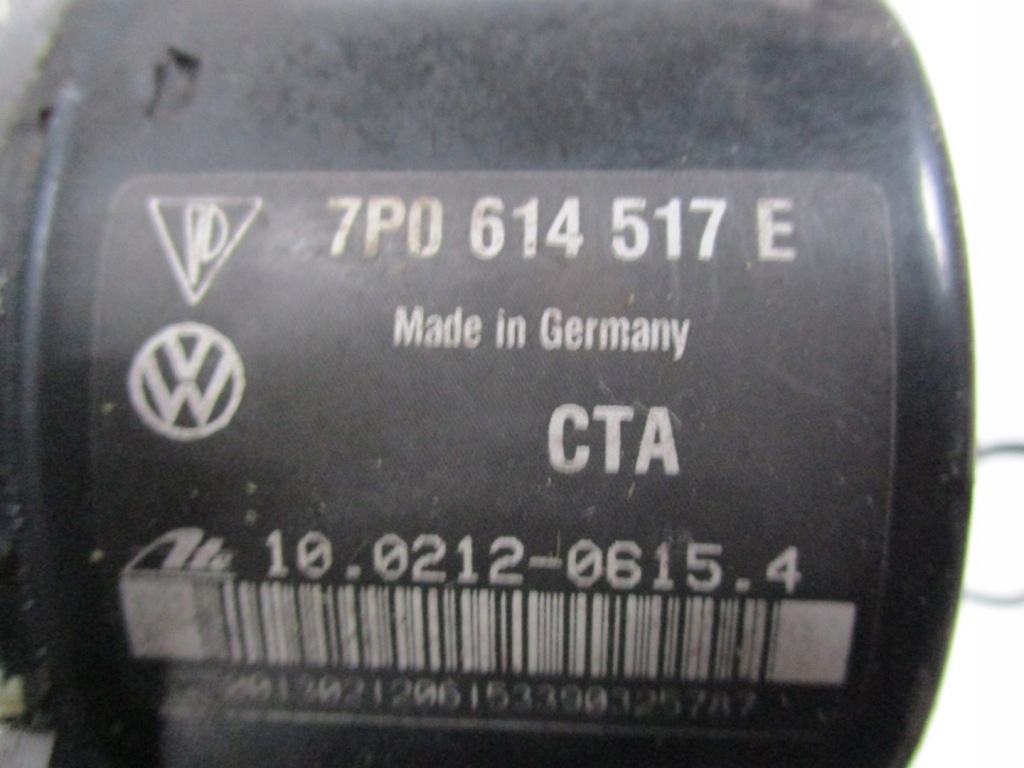 7P0 614 517 E
Made in Germany
CTA
10.0212-0615.4